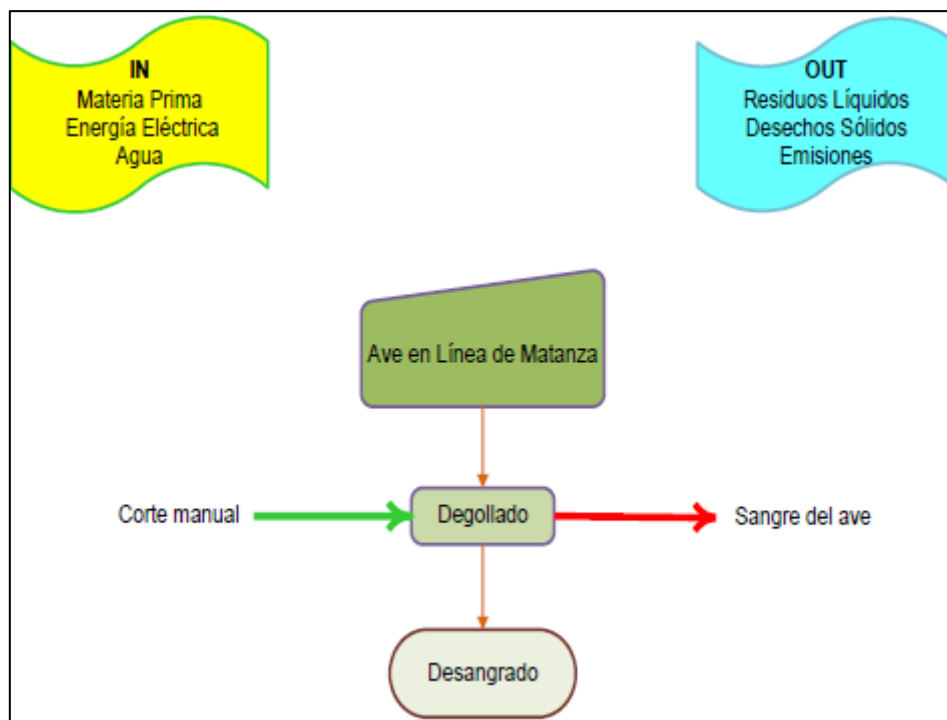 IN
Materia Prima
Energía Eléctrica
Agua
OUT
Residuos Líquidos
Desechos Sólidos
Emisiones
Ave en Línea de Matanza
Corte manual
Degollado
Sangre del ave
Desangrado